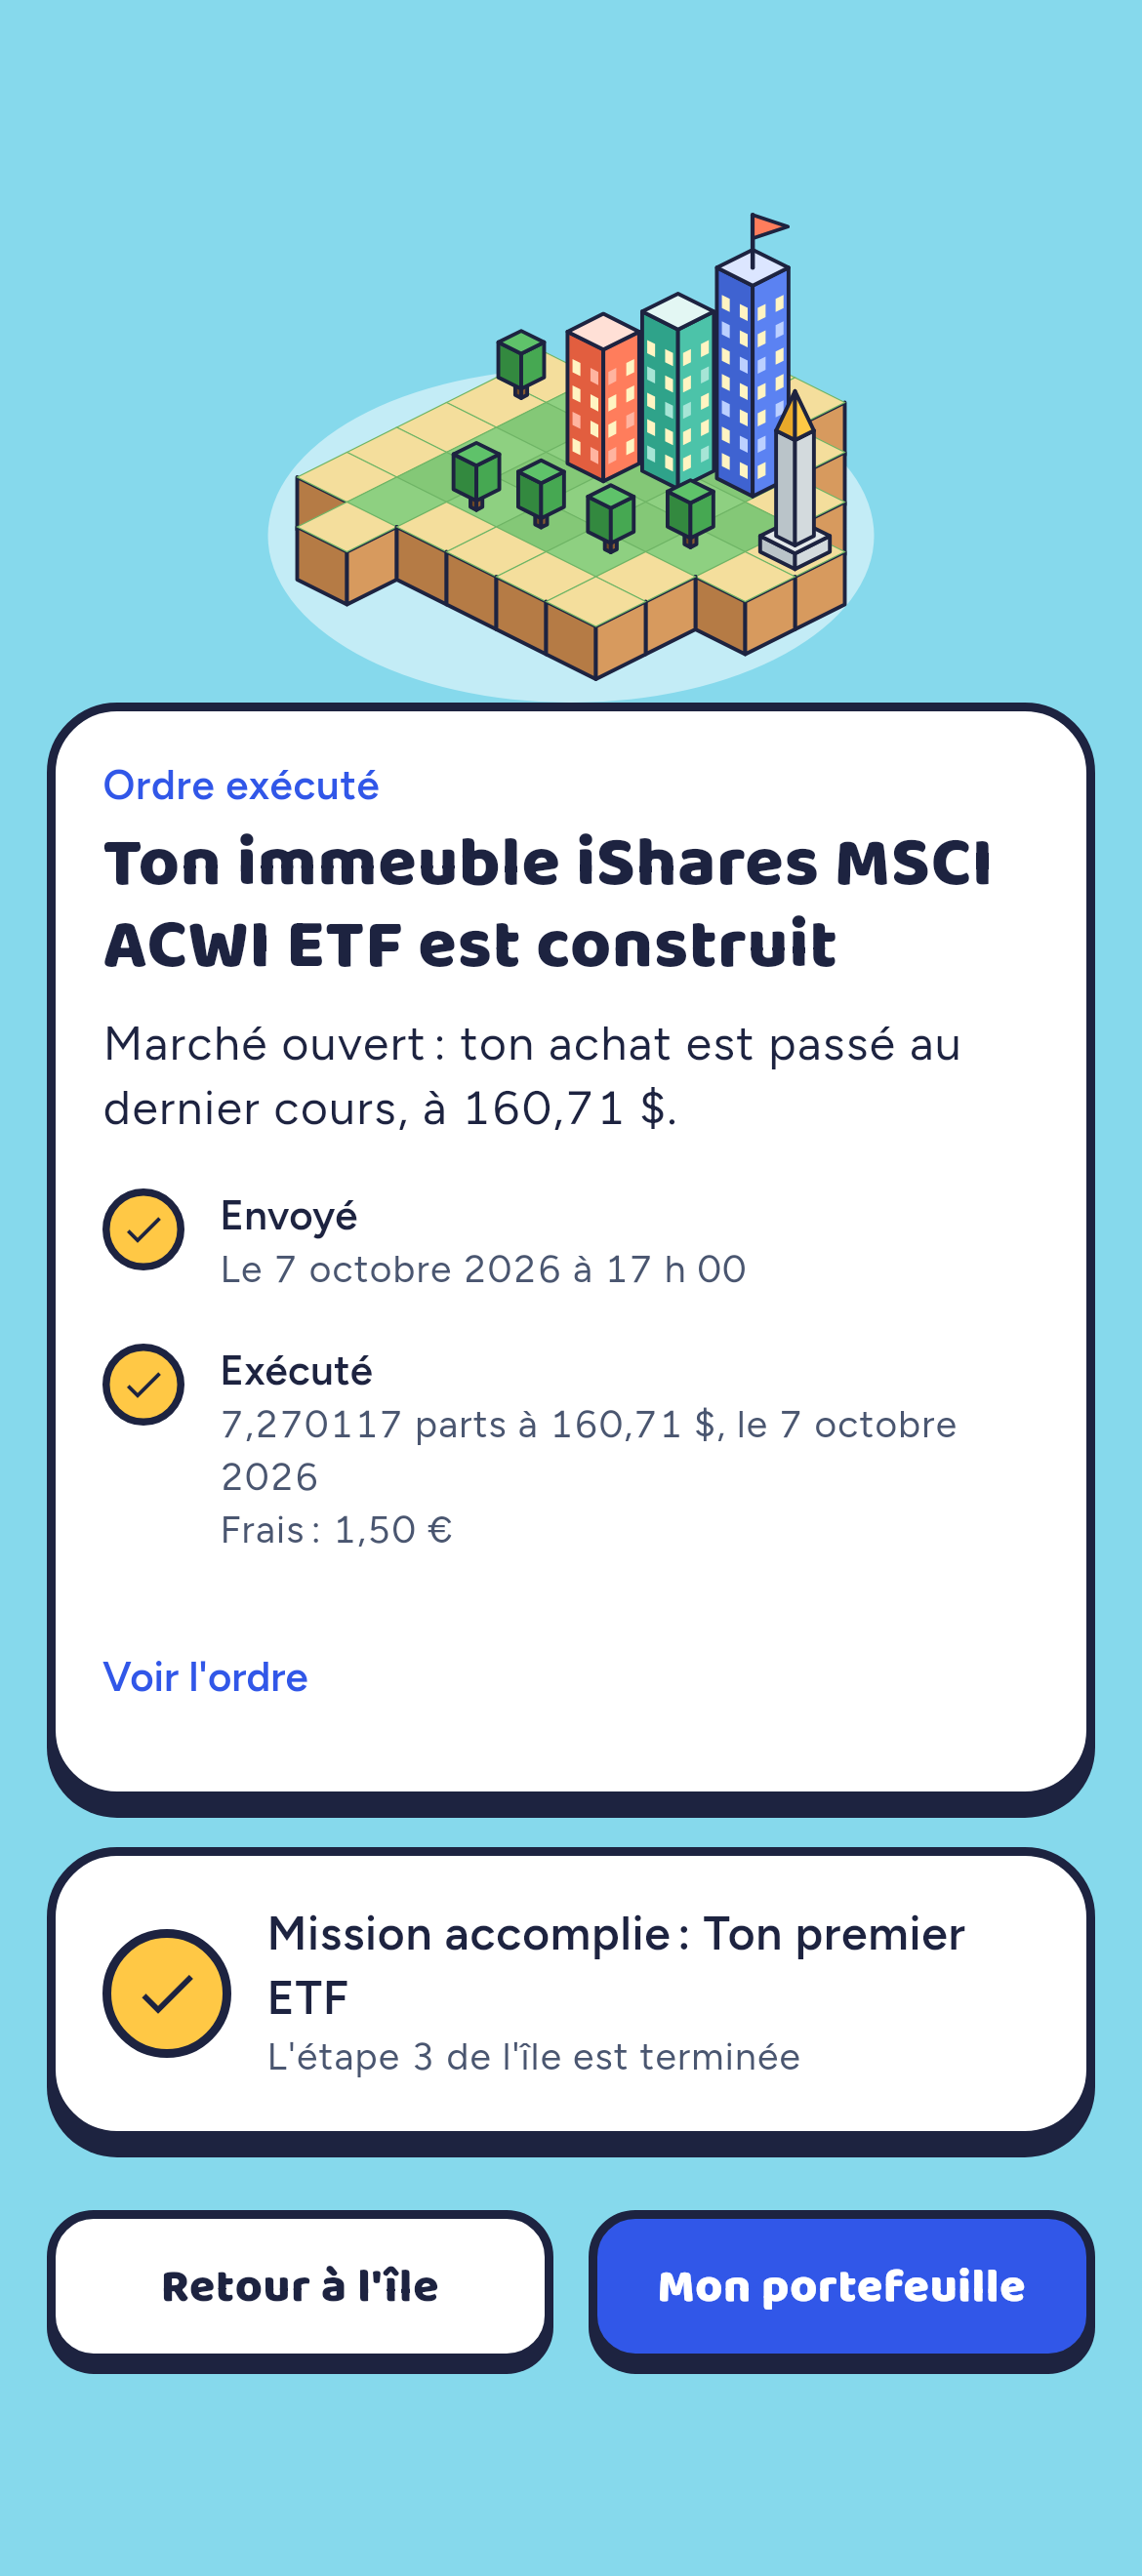 Ordre exécuté
Ton immeuble iShares MSCI
ACWI ETF est construit
Marché ouvert : ton achat est passé au
dernier cours, à 160,71 $.
Envoyé
Le 7 octobre 2026 à 17 h 00
Exécuté
7,270117 parts à 160,71 $, le 7 octobre
2026
Frais : 1,50 €
Voir l'ordre
Mission accomplie : Ton premier
ETF
L'étape 3 de l'île est terminée
Retour à l'île
Mon portefeuille